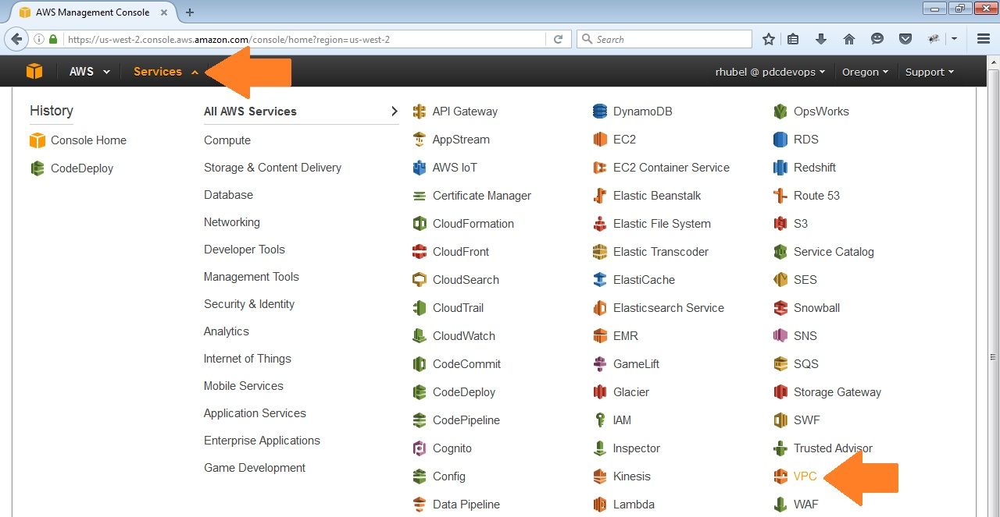 AWS Management Console
https://us-west-2.console.aws.amazon.com/console/home?region=us-west-2
Search
AWS
Services
rhubel @ pdcdevops
Oregon
Support
History
Console Home
CodeDeploy
All AWS Services
Compute
Storage & Content Delivery
Database
Networking
Developer Tools
Management Tools
Security & Identity
Analytics
Internet of Things
Mobile Services
Application Services
Enterprise Applications
Game Development
API Gateway
AppStream
AWS IoT
Certificate Manager
CloudFormation
CloudFront
CloudSearch
CloudTrail
CloudWatch
CodeCommit
CodeDeploy
CodePipeline
Cognito
Config
Data Pipeline
DynamoDB
EC2
EC2 Container Service
Elastic Beanstalk
Elastic File System
Elastic Transcoder
ElastiCache
Elasticsearch Service
EMR
GameLift
Glacier
IAM
Inspector
Kinesis
Lambda
OpsWorks
RDS
Redshift
Route 53
S3
Service Catalog
SES
Snowball
SNS
SQS
Storage Gateway
SWF
Trusted Advisor
VPC
WAF